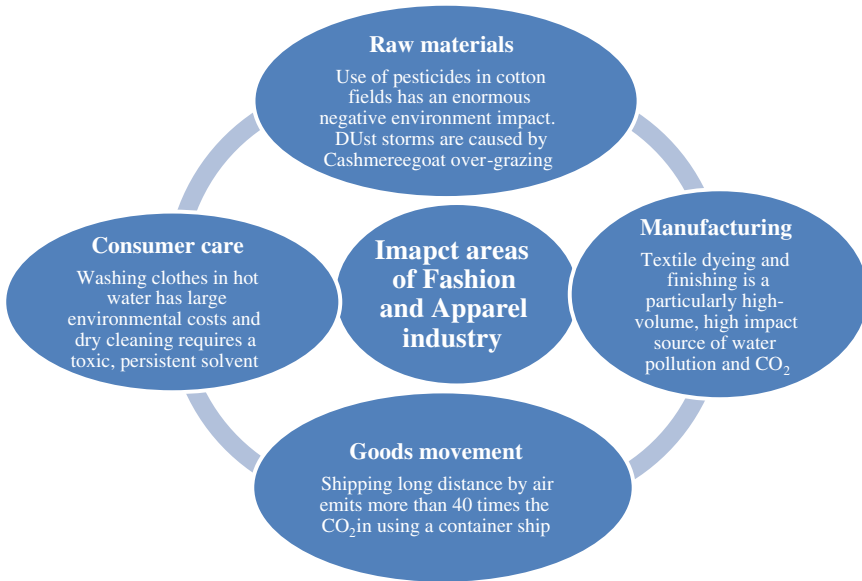 Raw materials
Use of pesticides in cotton
fields has an enormous
negative environment impact.
DUst storms are caused by
Cashmereegoat over-grazing
Manufacturing
Textile dyeing and
finishing is a
particularly high-
volume, high impact
source of water
pollution and CO₂
Goods movement
Shipping long distance by air
emits more than 40 times the
CO₂in using a container ship
Consumer care
Washing clothes in hot
water has large
environmental costs and
dry cleaning requires a
toxic, persistent solvent
Imapct areas
of Fashion
and Apparel
industry